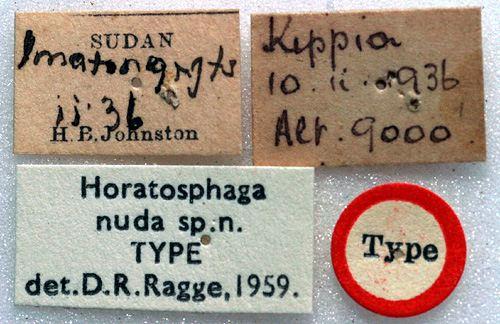 SUDAN
Imatong Mts
ii.36
H.B. Johnston
Kippia
10.ii.1936
Alt: 9000'
Horatosphaga
nuda sp.n.
TYPE
det.D.R.Ragge,1959.
Type